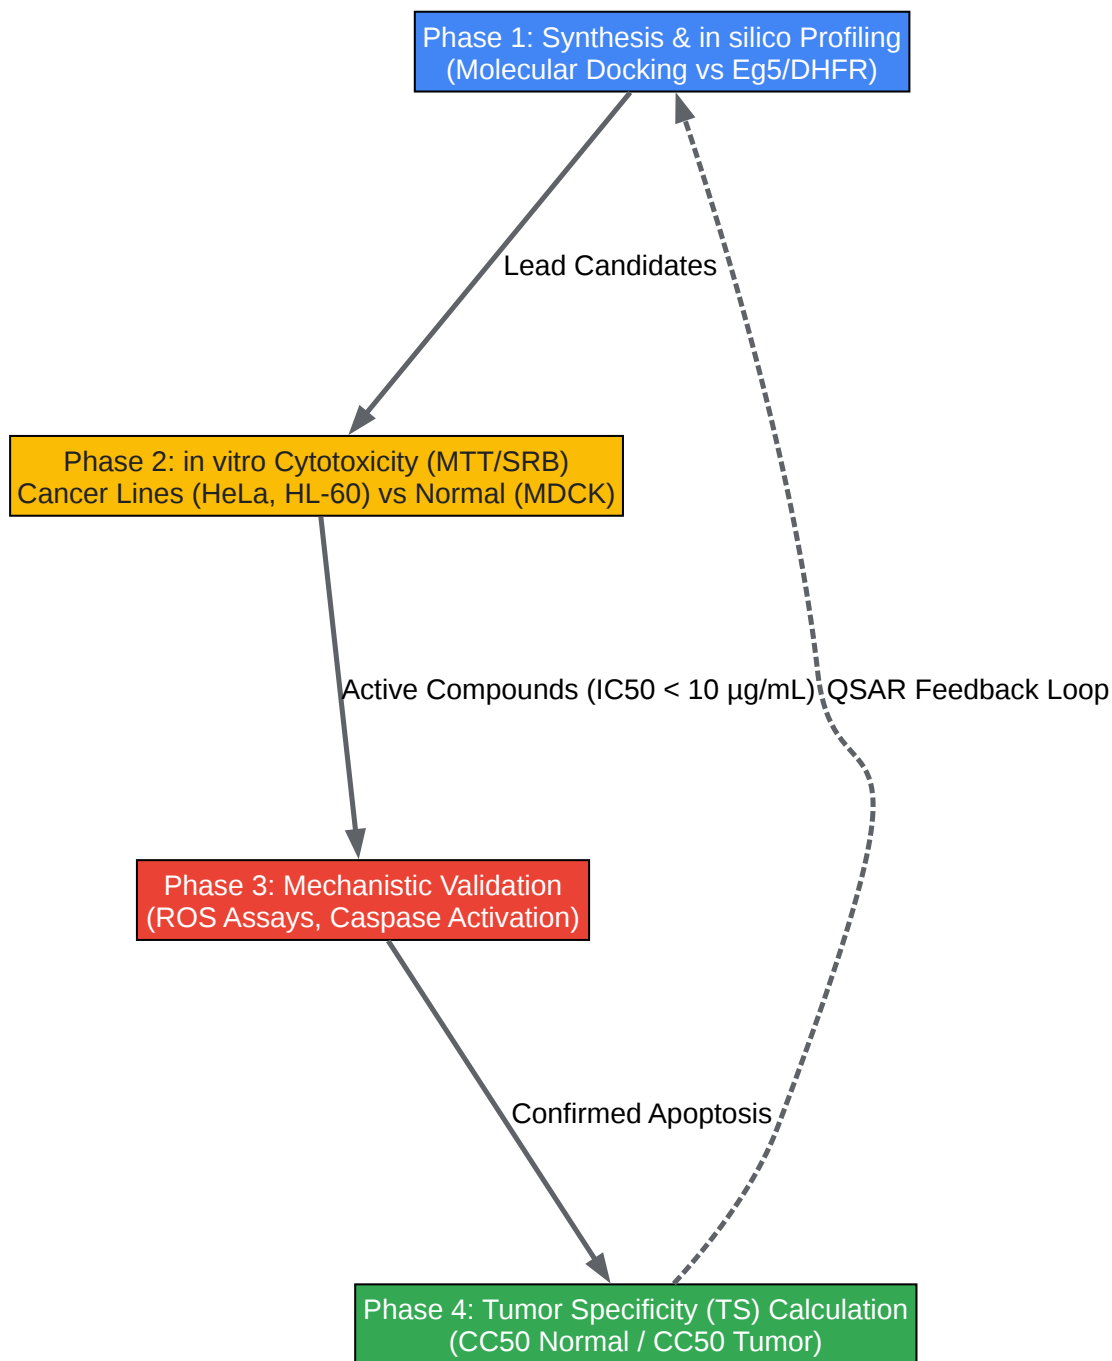 Phase 1: Synthesis & in silico Profiling
(Molecular Docking vs Eg5/DHFR)
Lead Candidates
Phase 2: in vitro Cytotoxicity (MTT/SRB)
Cancer Lines (HeLa, HL-60) vs Normal (MDCK)
Active Compounds (IC50 < 10 µg/mL)
QSAR Feedback Loop
Phase 3: Mechanistic Validation
(ROS Assays, Caspase Activation)
Confirmed Apoptosis
Phase 4: Tumor Specificity (TS) Calculation
(CC50 Normal / CC50 Tumor)